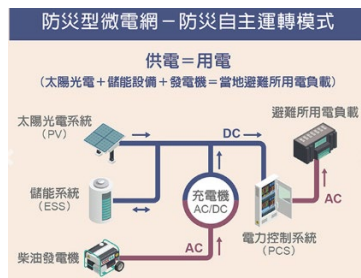 防災型微電網－防災自主運轉模式
供電＝用電
(太陽光電＋儲能設備＋發電機＝當地避難所用電負載)
避難所用電負載
太陽光電系統
(PV)
DC
儲能系統
(ESS)
充電機
AC/DC
AC
柴油發電機
AC
電力控制系統
(PCS)